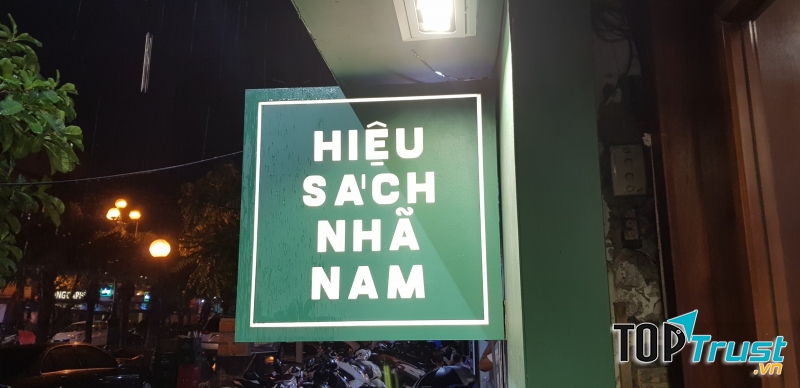 HIỆU
SÁCH
NHÃ
NAM
TOPTrust
.vn